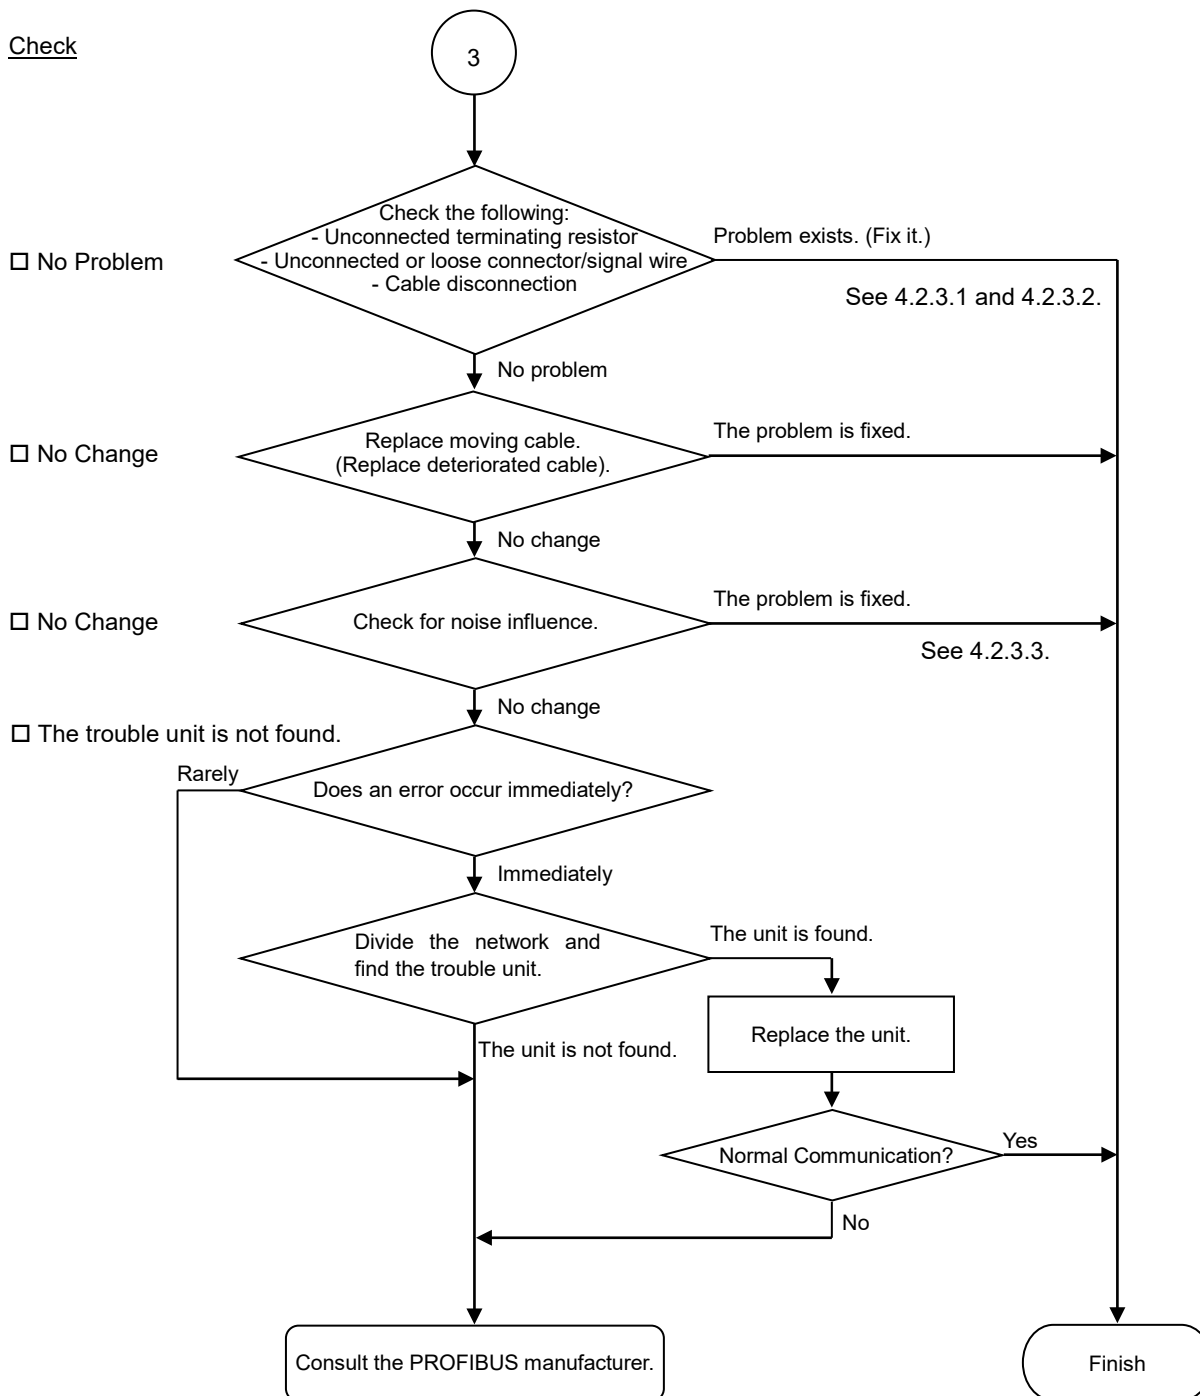 Check
3
Check the following:
- Unconnected terminating resistor
- Unconnected or loose connector/signal wire
- Cable disconnection
Problem exists. (Fix it.)
□ No Problem
See 4.2.3.1 and 4.2.3.2.
No problem
Replace moving cable.
(Replace deteriorated cable).
The problem is fixed.
□ No Change
No change
Check for noise influence.
The problem is fixed.
□ No Change
See 4.2.3.3.
No change
□ The trouble unit is not found.
Rarely
Does an error occur immediately?
Immediately
Divide the network and
find the trouble unit.
The unit is found.
Replace the unit.
The unit is not found.
Normal Communication?
Yes
No
Consult the PROFIBUS manufacturer.
Finish